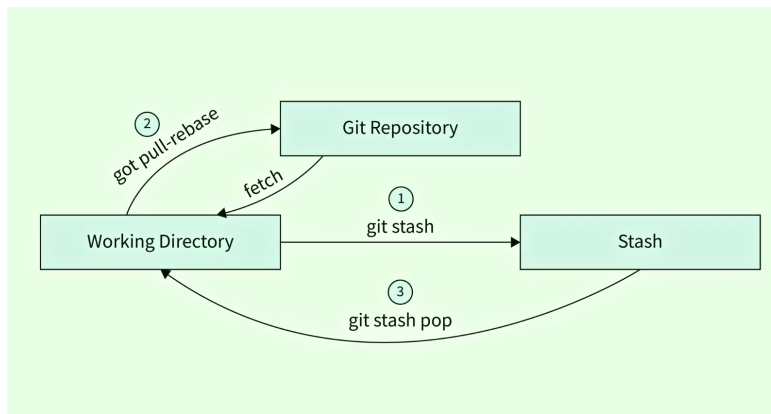 2
got pull-rebase
Git Repository
fetch
1
git stash
Working Directory
Stash
3
git stash pop